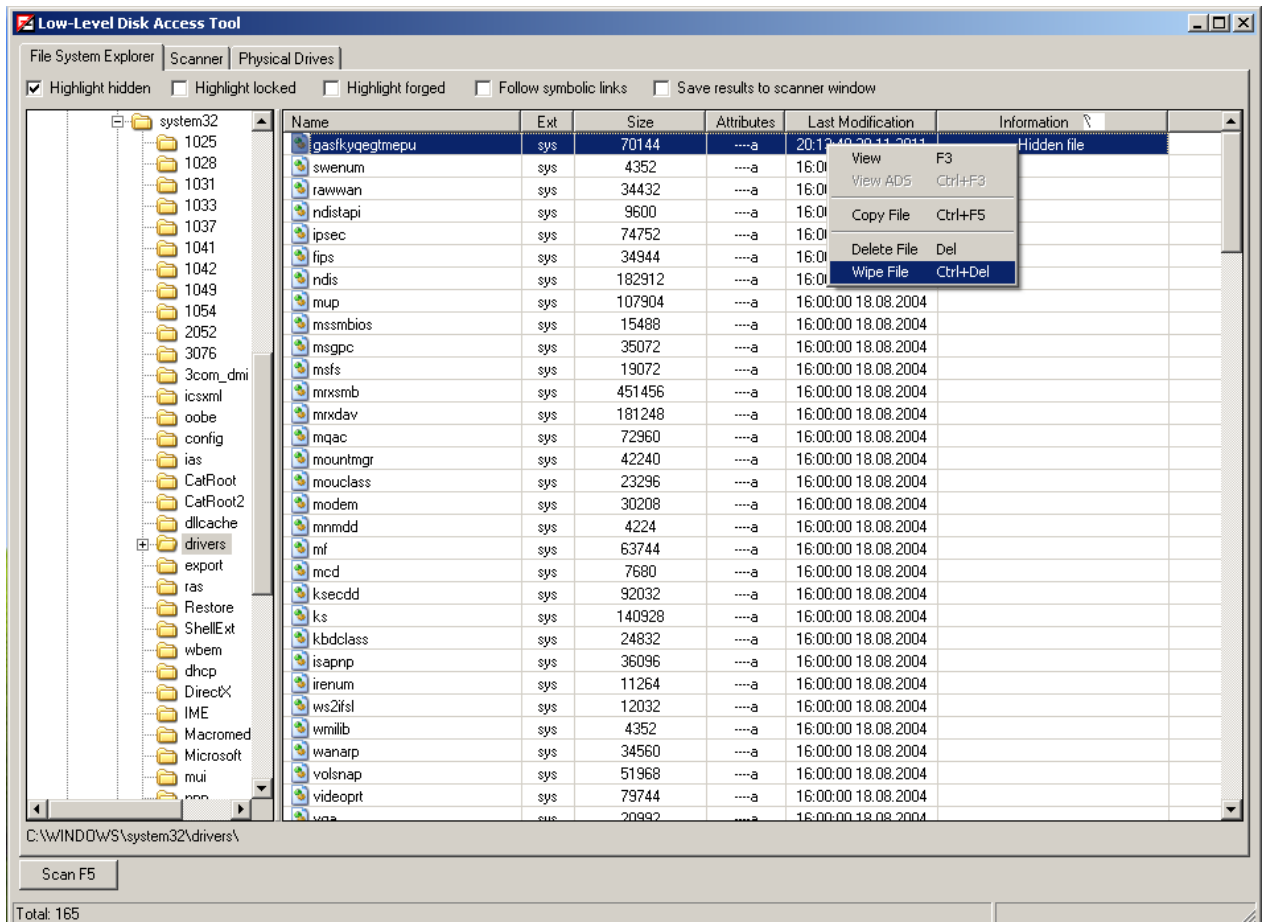 Low-Level Disk Access Tool
File System Explorer Scanner Physical Drives
Highlight hidden Highlight locked Highlight forged Follow symbolic links Save results to scanner window
system32
1025
1028
1031
1033
1037
1041
1042
1049
1054
2052
3076
3com_dmi
icsxml
oobe
config
ias
CatRoot
CatRoot2
dllcache
drivers
export
ras
Restore
ShellExt
wbem
dhcp
DirectX
IME
Macromed
Microsoft
mui
Name Ext Size Attributes Last Modification Information
gasfkyqegtmepu sys 70144 ----a Hidden file
swenum sys 4352 ----a
rawwan sys 34432 ----a
ndistapi sys 9600 ----a
ipsec sys 74752 ----a
fips sys 34944 ----a
ndis sys 182912 ----a
mup sys 107904 ----a 16:00:00 18.08.2004
mssmbios sys 15488 ----a 16:00:00 18.08.2004
msgpc sys 35072 ----a 16:00:00 18.08.2004
msfs sys 19072 ----a 16:00:00 18.08.2004
mrxsmb sys 451456 ----a 16:00:00 18.08.2004
mrxdav sys 181248 ----a 16:00:00 18.08.2004
mqac sys 72960 ----a 16:00:00 18.08.2004
mountmgr sys 42240 ----a 16:00:00 18.08.2004
mouclass sys 23296 ----a 16:00:00 18.08.2004
modem sys 30208 ----a 16:00:00 18.08.2004
mnmdd sys 4224 ----a 16:00:00 18.08.2004
mf sys 63744 ----a 16:00:00 18.08.2004
mcd sys 7680 ----a 16:00:00 18.08.2004
ksecdd sys 92032 ----a 16:00:00 18.08.2004
ks sys 140928 ----a 16:00:00 18.08.2004
kbdclass sys 24832 ----a 16:00:00 18.08.2004
isapnp sys 36096 ----a 16:00:00 18.08.2004
irenum sys 11264 ----a 16:00:00 18.08.2004
ws2ifsl sys 12032 ----a 16:00:00 18.08.2004
wmilib sys 4352 ----a 16:00:00 18.08.2004
wanarp sys 34560 ----a 16:00:00 18.08.2004
volsnap sys 51968 ----a 16:00:00 18.08.2004
videoprt sys 79744 ----a 16:00:00 18.08.2004
vga sys 20992 ----a 16:00:00 18.08.2004
View F3
View ADS Ctrl+F3
Copy File Ctrl+F5
Delete File Del
Wipe File Ctrl+Del
C:\WINDOWS\system32\drivers\
Scan F5
Total: 165